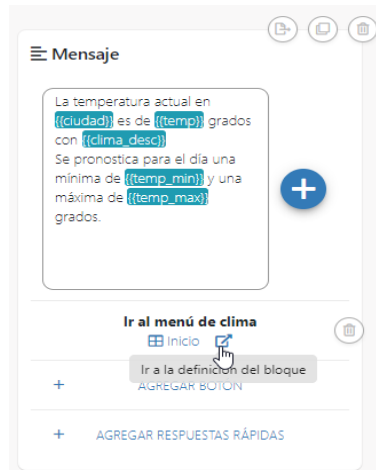 Mensaje
La temperatura actual en
{{ciudad}} es de {{temp}} grados
con {{clima_desc}}
Se pronostica para el día una
mínima de {{temp_min}} y una
máxima de {{temp_max}}
grados.
Ir al menú de clima
Inicio
Ir a la definición del bloque
+ AGREGAR BOTÓN
+ AGREGAR RESPUESTAS RÁPIDAS